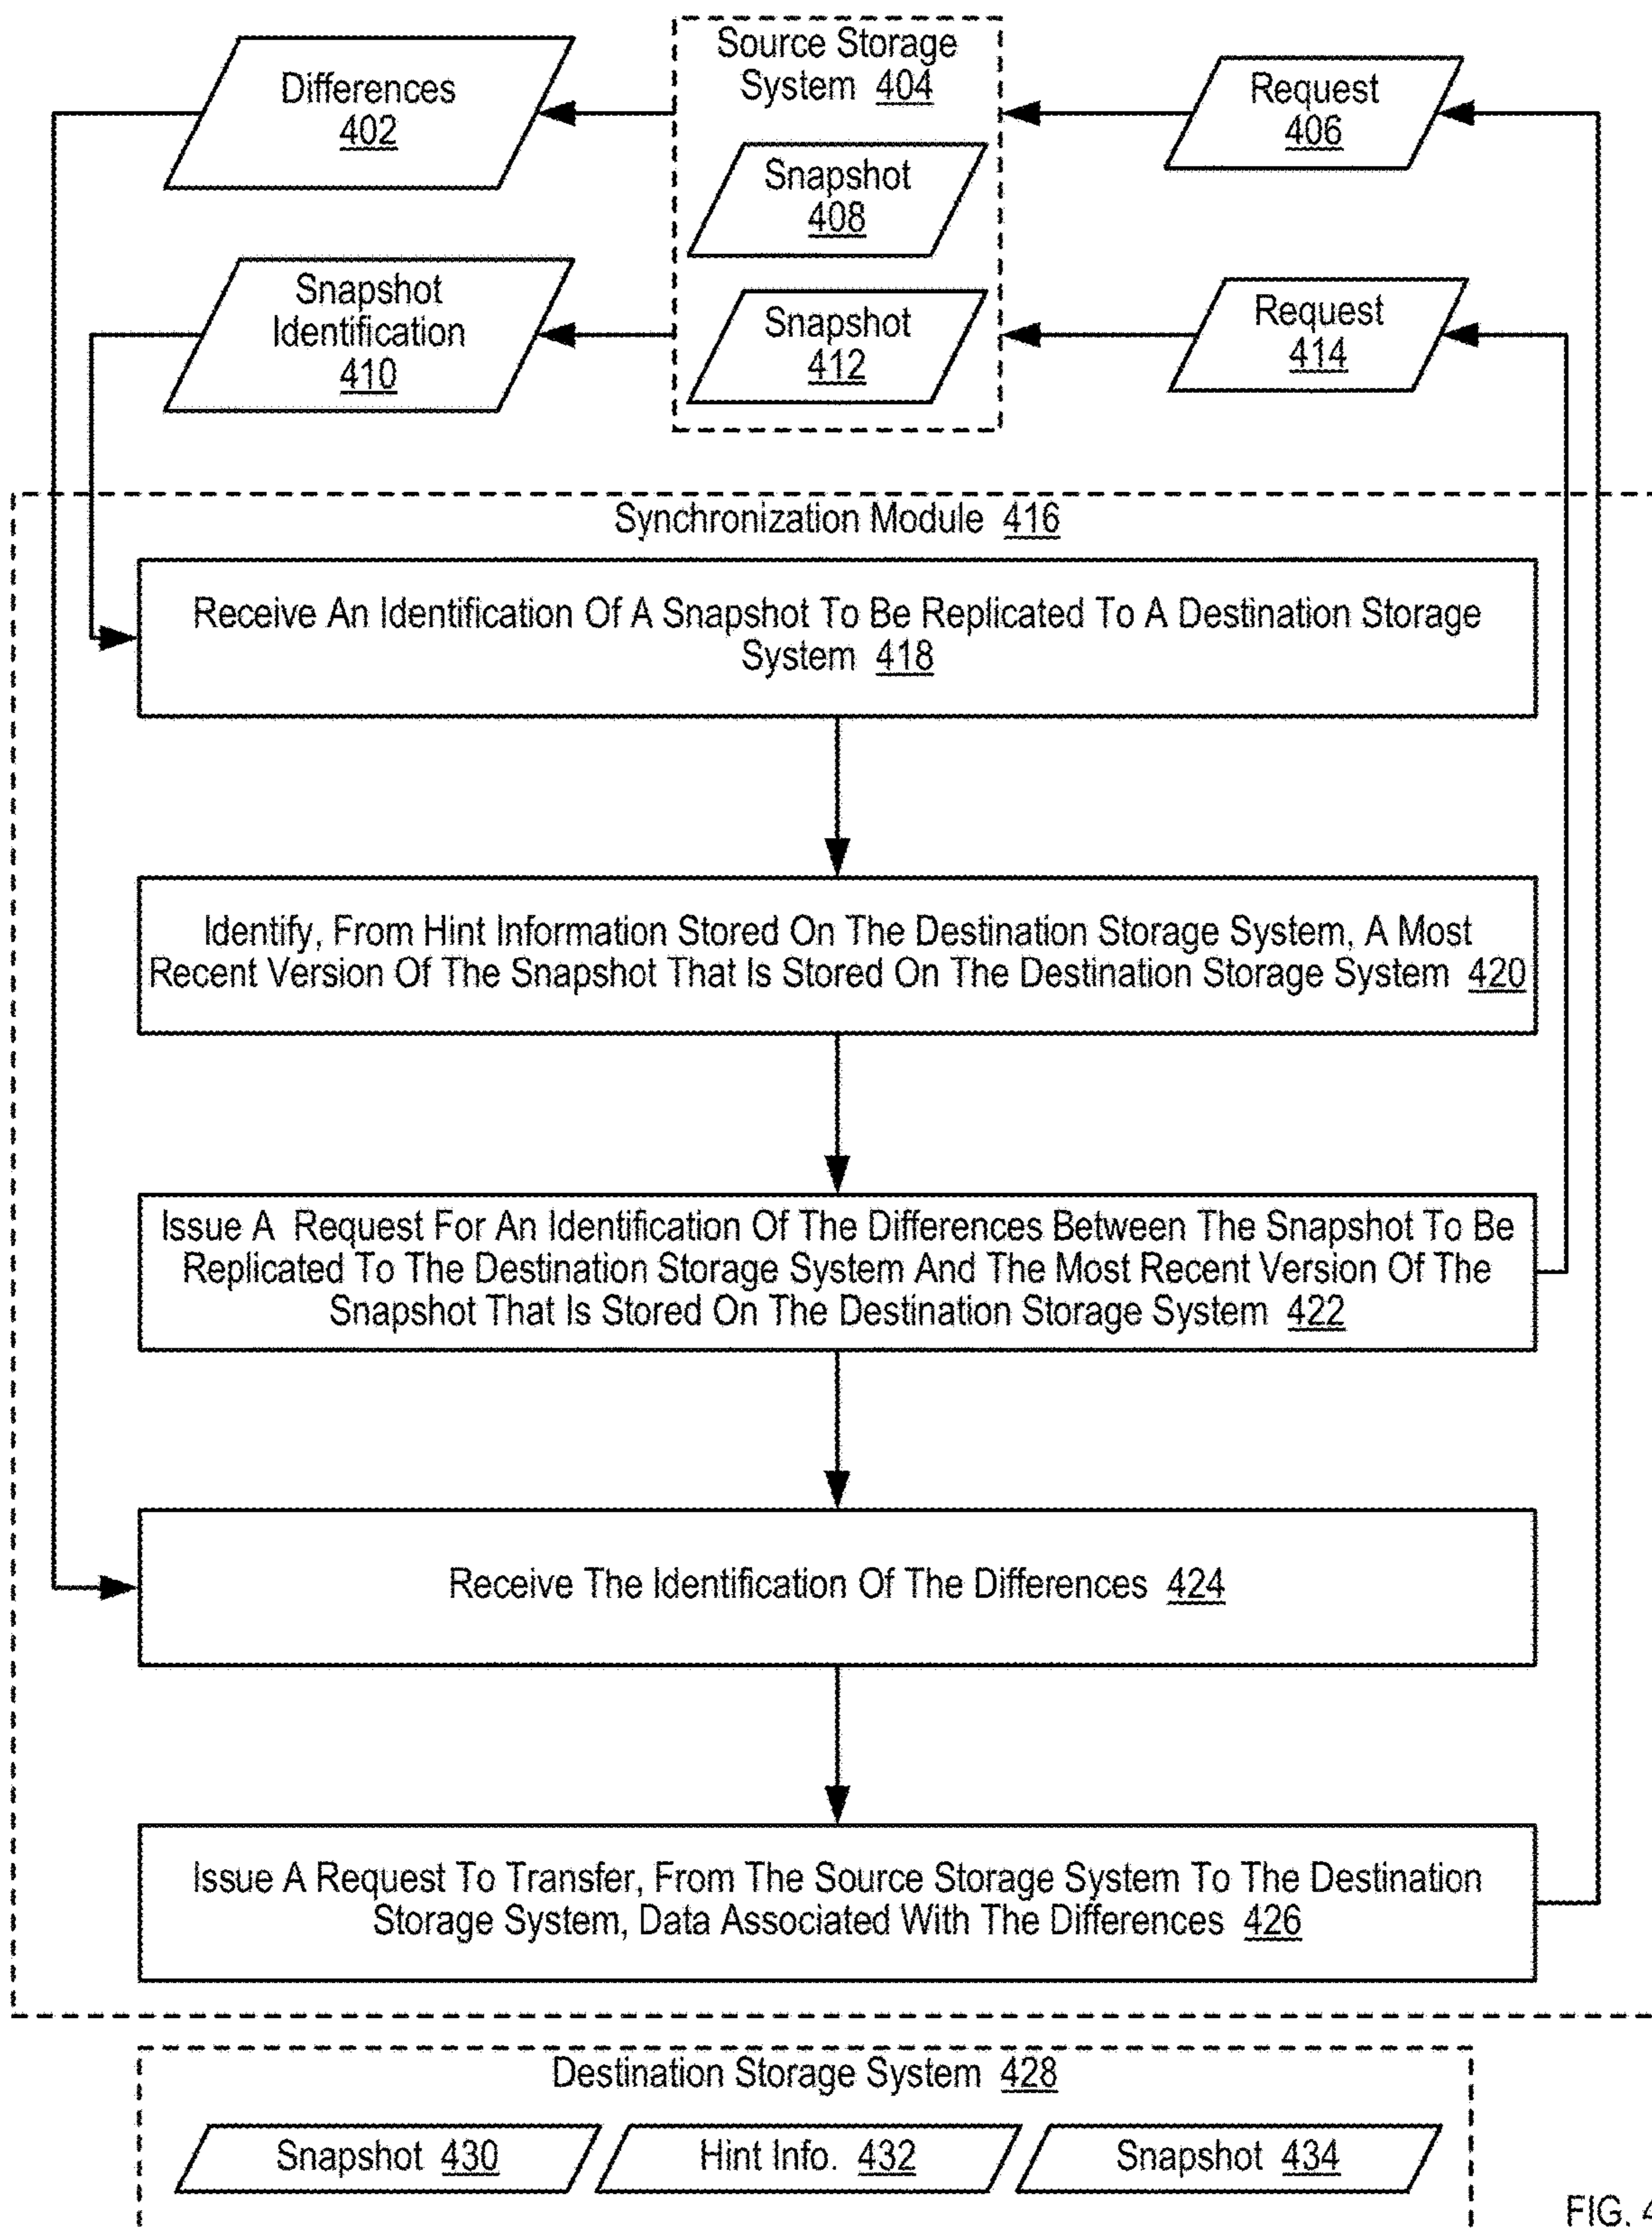 Differences
402
Source Storage
System 404
Request
406
Snapshot
408
Snapshot
Identification
410
Snapshot
412
Request
414
Synchronization Module 416
Receive An Identification Of A Snapshot To Be Replicated To A Destination Storage
System 418
Identify, From Hint Information Stored On The Destination Storage System, A Most
Recent Version Of The Snapshot That Is Stored On The Destination Storage System 420
Issue A Request For An Identification Of The Differences Between The Snapshot To Be
Replicated To The Destination Storage System And The Most Recent Version Of The
Snapshot That Is Stored On The Destination Storage System 422
Receive The Identification Of The Differences 424
Issue A Request To Transfer, From The Source Storage System To The Destination
Storage System, Data Associated With The Differences 426
Destination Storage System 428
Snapshot 430
Hint Info. 432
Snapshot 434
FIG. 4